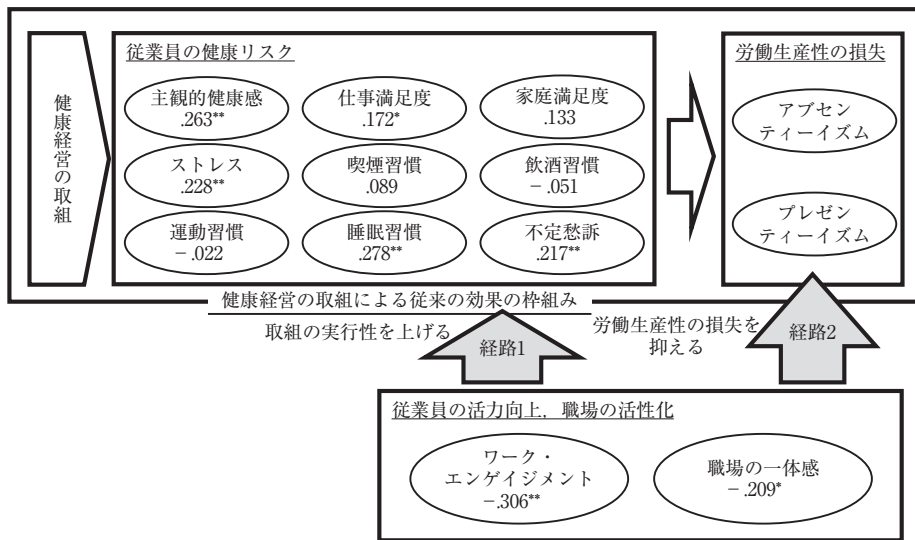 健康経営の取組
従業員の健康リスク
主観的健康感
.263**
仕事満足度
.172*
家庭満足度
.133
ストレス
.228**
喫煙習慣
.089
飲酒習慣
－.051
運動習慣
－.022
睡眠習慣
.278**
不定愁訴
.217**
労働生産性の損失
アブセン
ティーイズム
プレゼン
ティーイズム
健康経営の取組による従来の効果の枠組み
取組の実行性を上げる
経路1
労働生産性の損失を
抑える
経路2
従業員の活力向上，職場の活性化
ワーク・
エンゲイジメント
－.306**
職場の一体感
－.209*